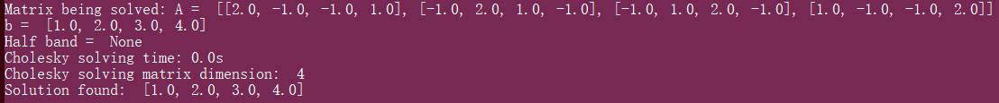 Matrix being solved: A =  [[2.0, -1.0, -1.0, 1.0], [-1.0, 2.0, 1.0, -1.0], [-1.0, 1.0, 2.0, -1.0], [1.0, -1.0, -1.0, 2.0]]
b =  [1.0, 2.0, 3.0, 4.0]
Half band =  None
Cholesky solving time: 0.0s
Cholesky solving matrix dimension:  4
Solution found:  [1.0, 2.0, 3.0, 4.0]